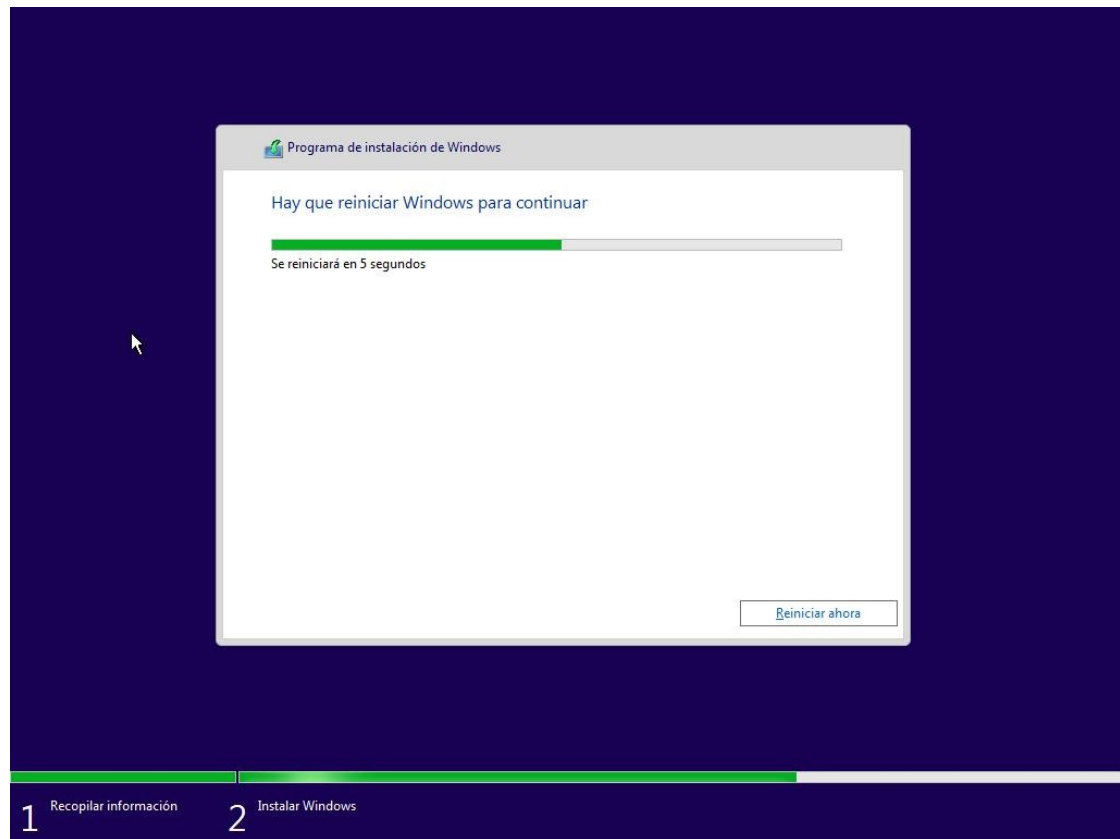 Programa de instalación de Windows
Hay que reiniciar Windows para continuar
Se reiniciará en 5 segundos
Reiniciar ahora
1 Recopilar información
2 Instalar Windows